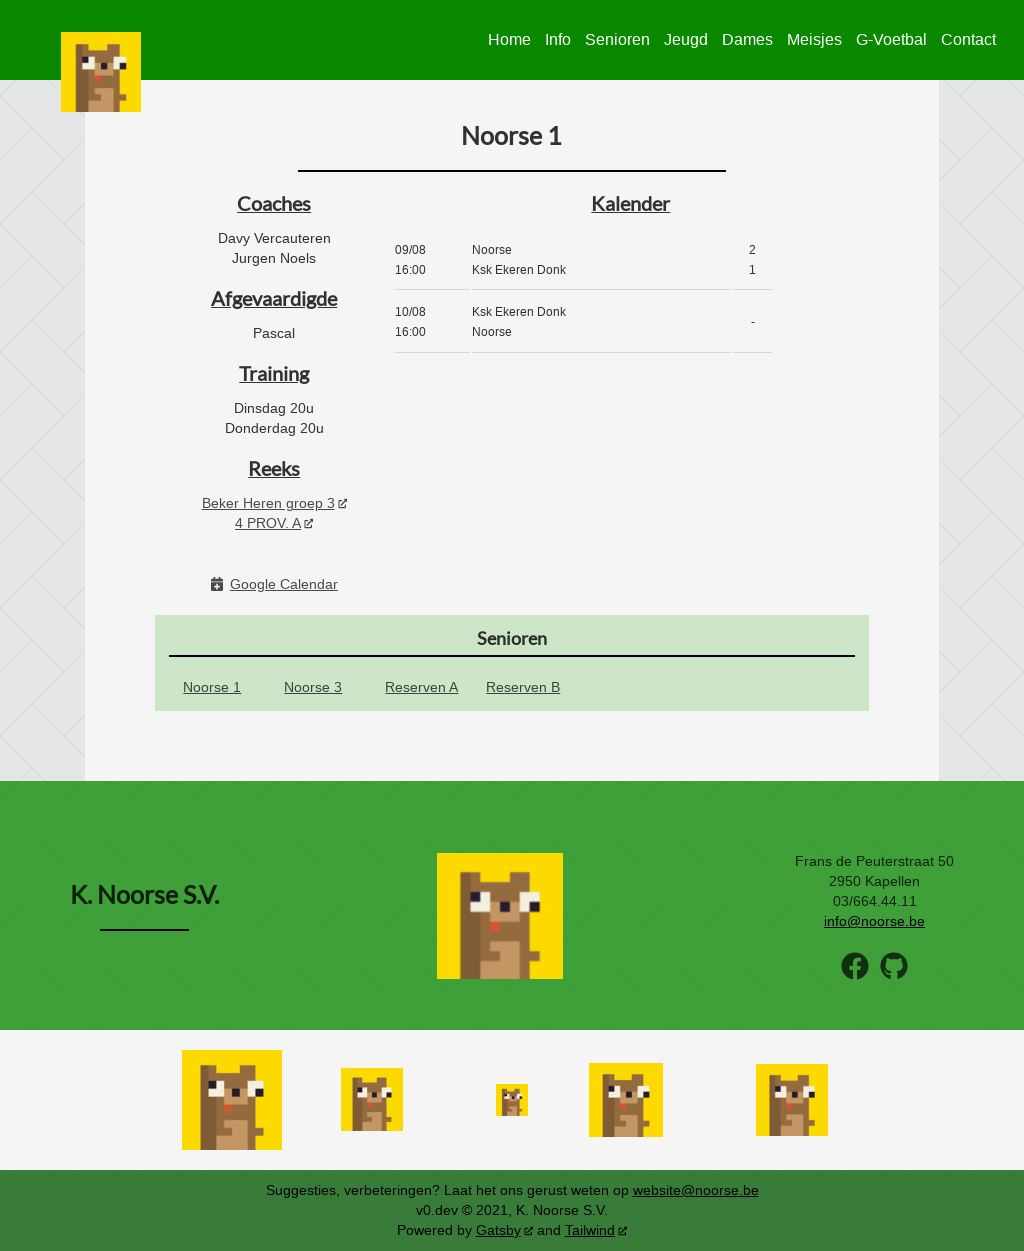 Home Info Senioren Jeugd Dames Meisjes G-Voetbal Contact
Noorse 1
Coaches
Davy Vercauteren
Jurgen Noels
Afgevaardigde
Pascal
Training
Dinsdag 20u
Donderdag 20u
Reeks
Beker Heren groep 3
4 PROV. A
Google Calendar
Kalender
09/08 Noorse 2
16:00 Ksk Ekeren Donk 1
10/08 Ksk Ekeren Donk
-
16:00 Noorse
Senioren
Noorse 1 Noorse 3 Reserven A Reserven B
K. Noorse S.V.
Frans de Peuterstraat 50
2950 Kapellen
03/664.44.11
info@noorse.be
Suggesties, verbeteringen? Laat het ons gerust weten op website@noorse.be
v0.dev © 2021, K. Noorse S.V.
Powered by Gatsby and Tailwind